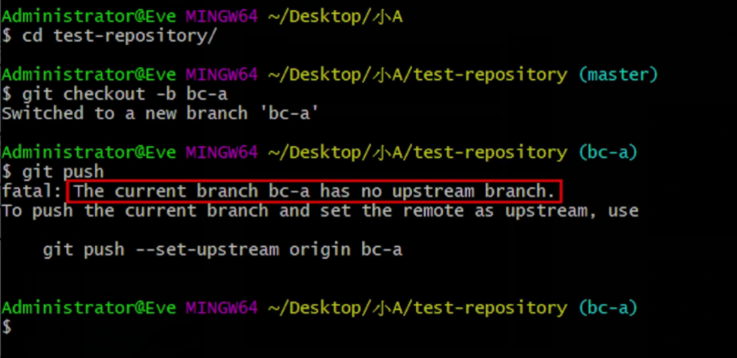 Administrator@Eve MINGW64 ~/Desktop/小A
$ cd test-repository/
Administrator@Eve MINGW64 ~/Desktop/小A/test-repository (master)
$ git checkout -b bc-a
Switched to a new branch 'bc-a'
Administrator@Eve MINGW64 ~/Desktop/小A/test-repository (bc-a)
$ git push
fatal: The current branch bc-a has no upstream branch.
To push the current branch and set the remote as upstream, use
git push --set-upstream origin bc-a
Administrator@Eve MINGW64 ~/Desktop/小A/test-repository (bc-a)
$